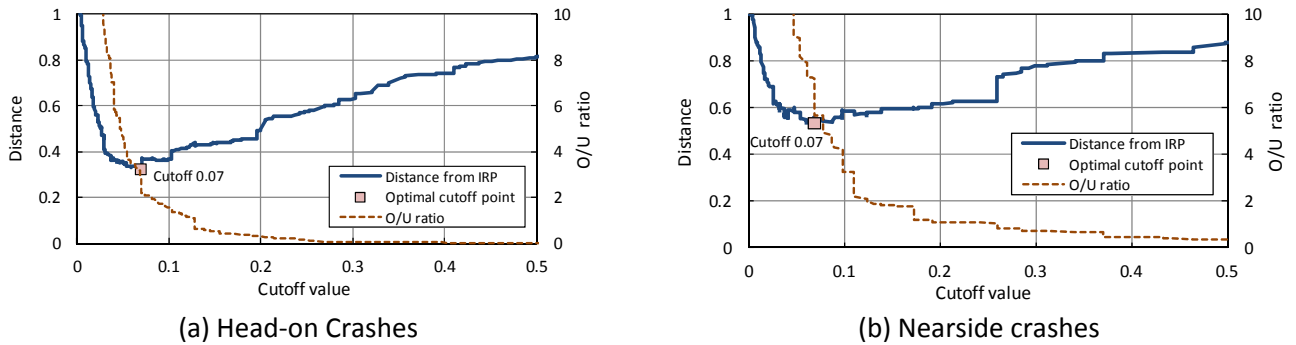 1
0.8
0.6
0.4
0.2
0
10
8
6
4
2
0
0
0.1
0.2
0.3
0.4
0.5
Distance
O/U ratio
Cutoff value
Cutoff 0.07
Distance from IRP
Optimal cutoff point
O/U ratio
(a) Head-on Crashes
1
0.8
0.6
0.4
0.2
0
10
8
6
4
2
0
0
0.1
0.2
0.3
0.4
0.5
Distance
O/U ratio
Cutoff value
Cutoff 0.07
Distance from IRP
Optimal cutoff point
O/U ratio
(b) Nearside crashes